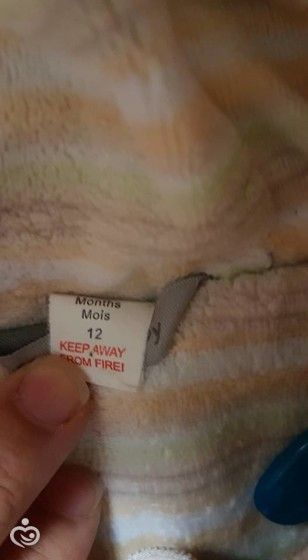 Months
Mois
12
KEEP AWAY
FROM FIRE!